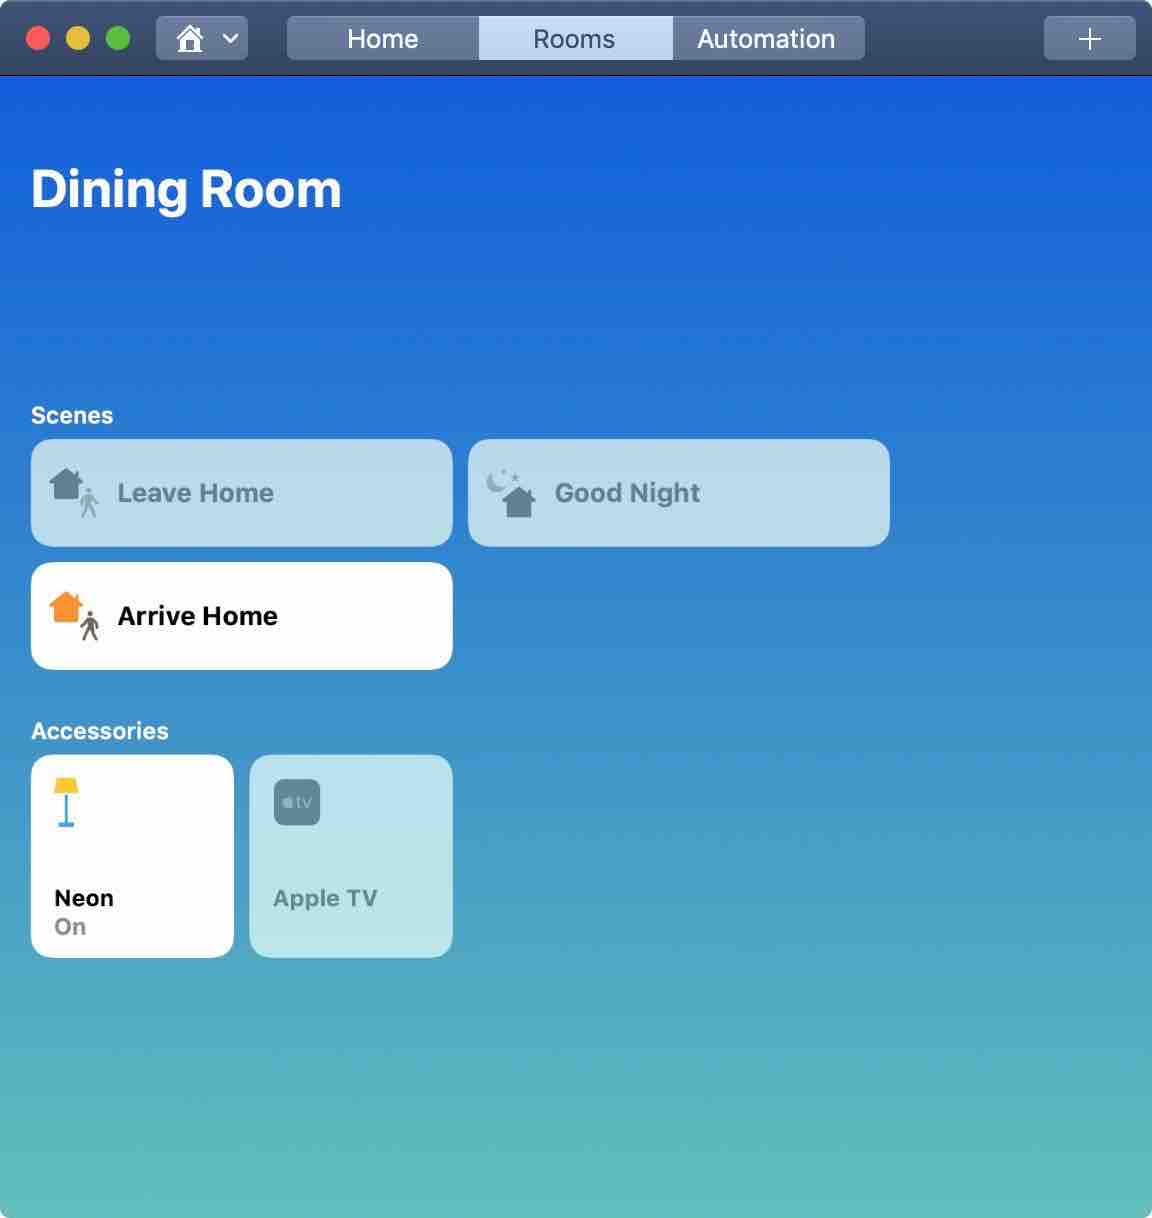 Home
Rooms
Automation
Dining Room
Scenes
Leave Home
Good Night
Arrive Home
Accessories
tv
Neon
On
Apple TV